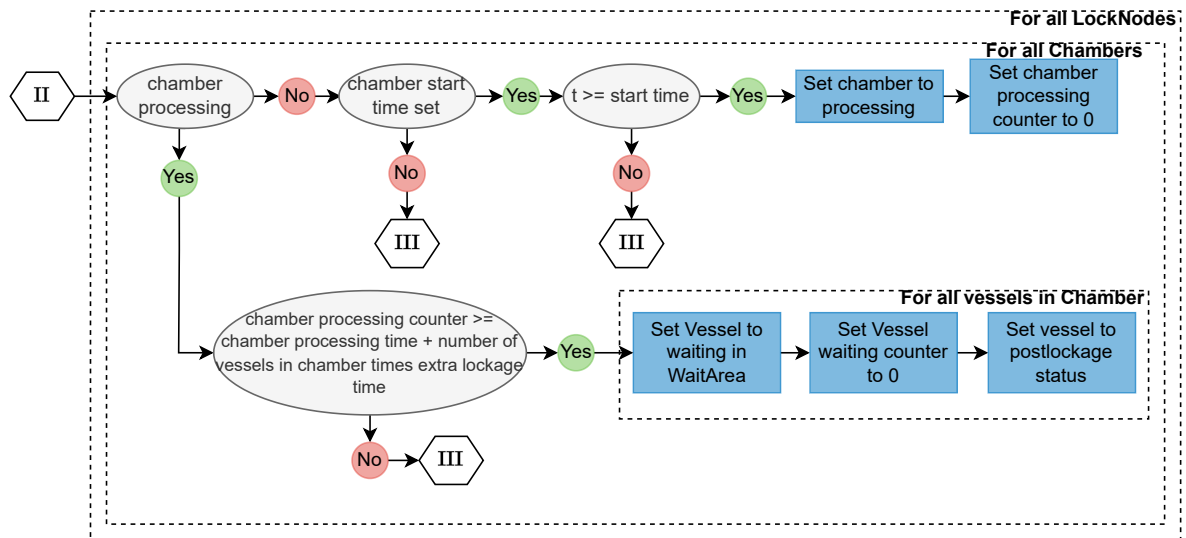 For all LockNodes
For all Chambers
II
chamber
processing
No
chamber start
time set
Yes
t >= start time
Yes
Set chamber to
processing
Set chamber
processing
counter to 0
Yes
No
No
III
III
For all vessels in Chamber
chamber processing counter >=
chamber processing time + number of
vessels in chamber times extra lockage
time
Yes
Set Vessel to
waiting in
WaitArea
Set Vessel
waiting counter
to 0
Set vessel to
postlockage
status
No
III